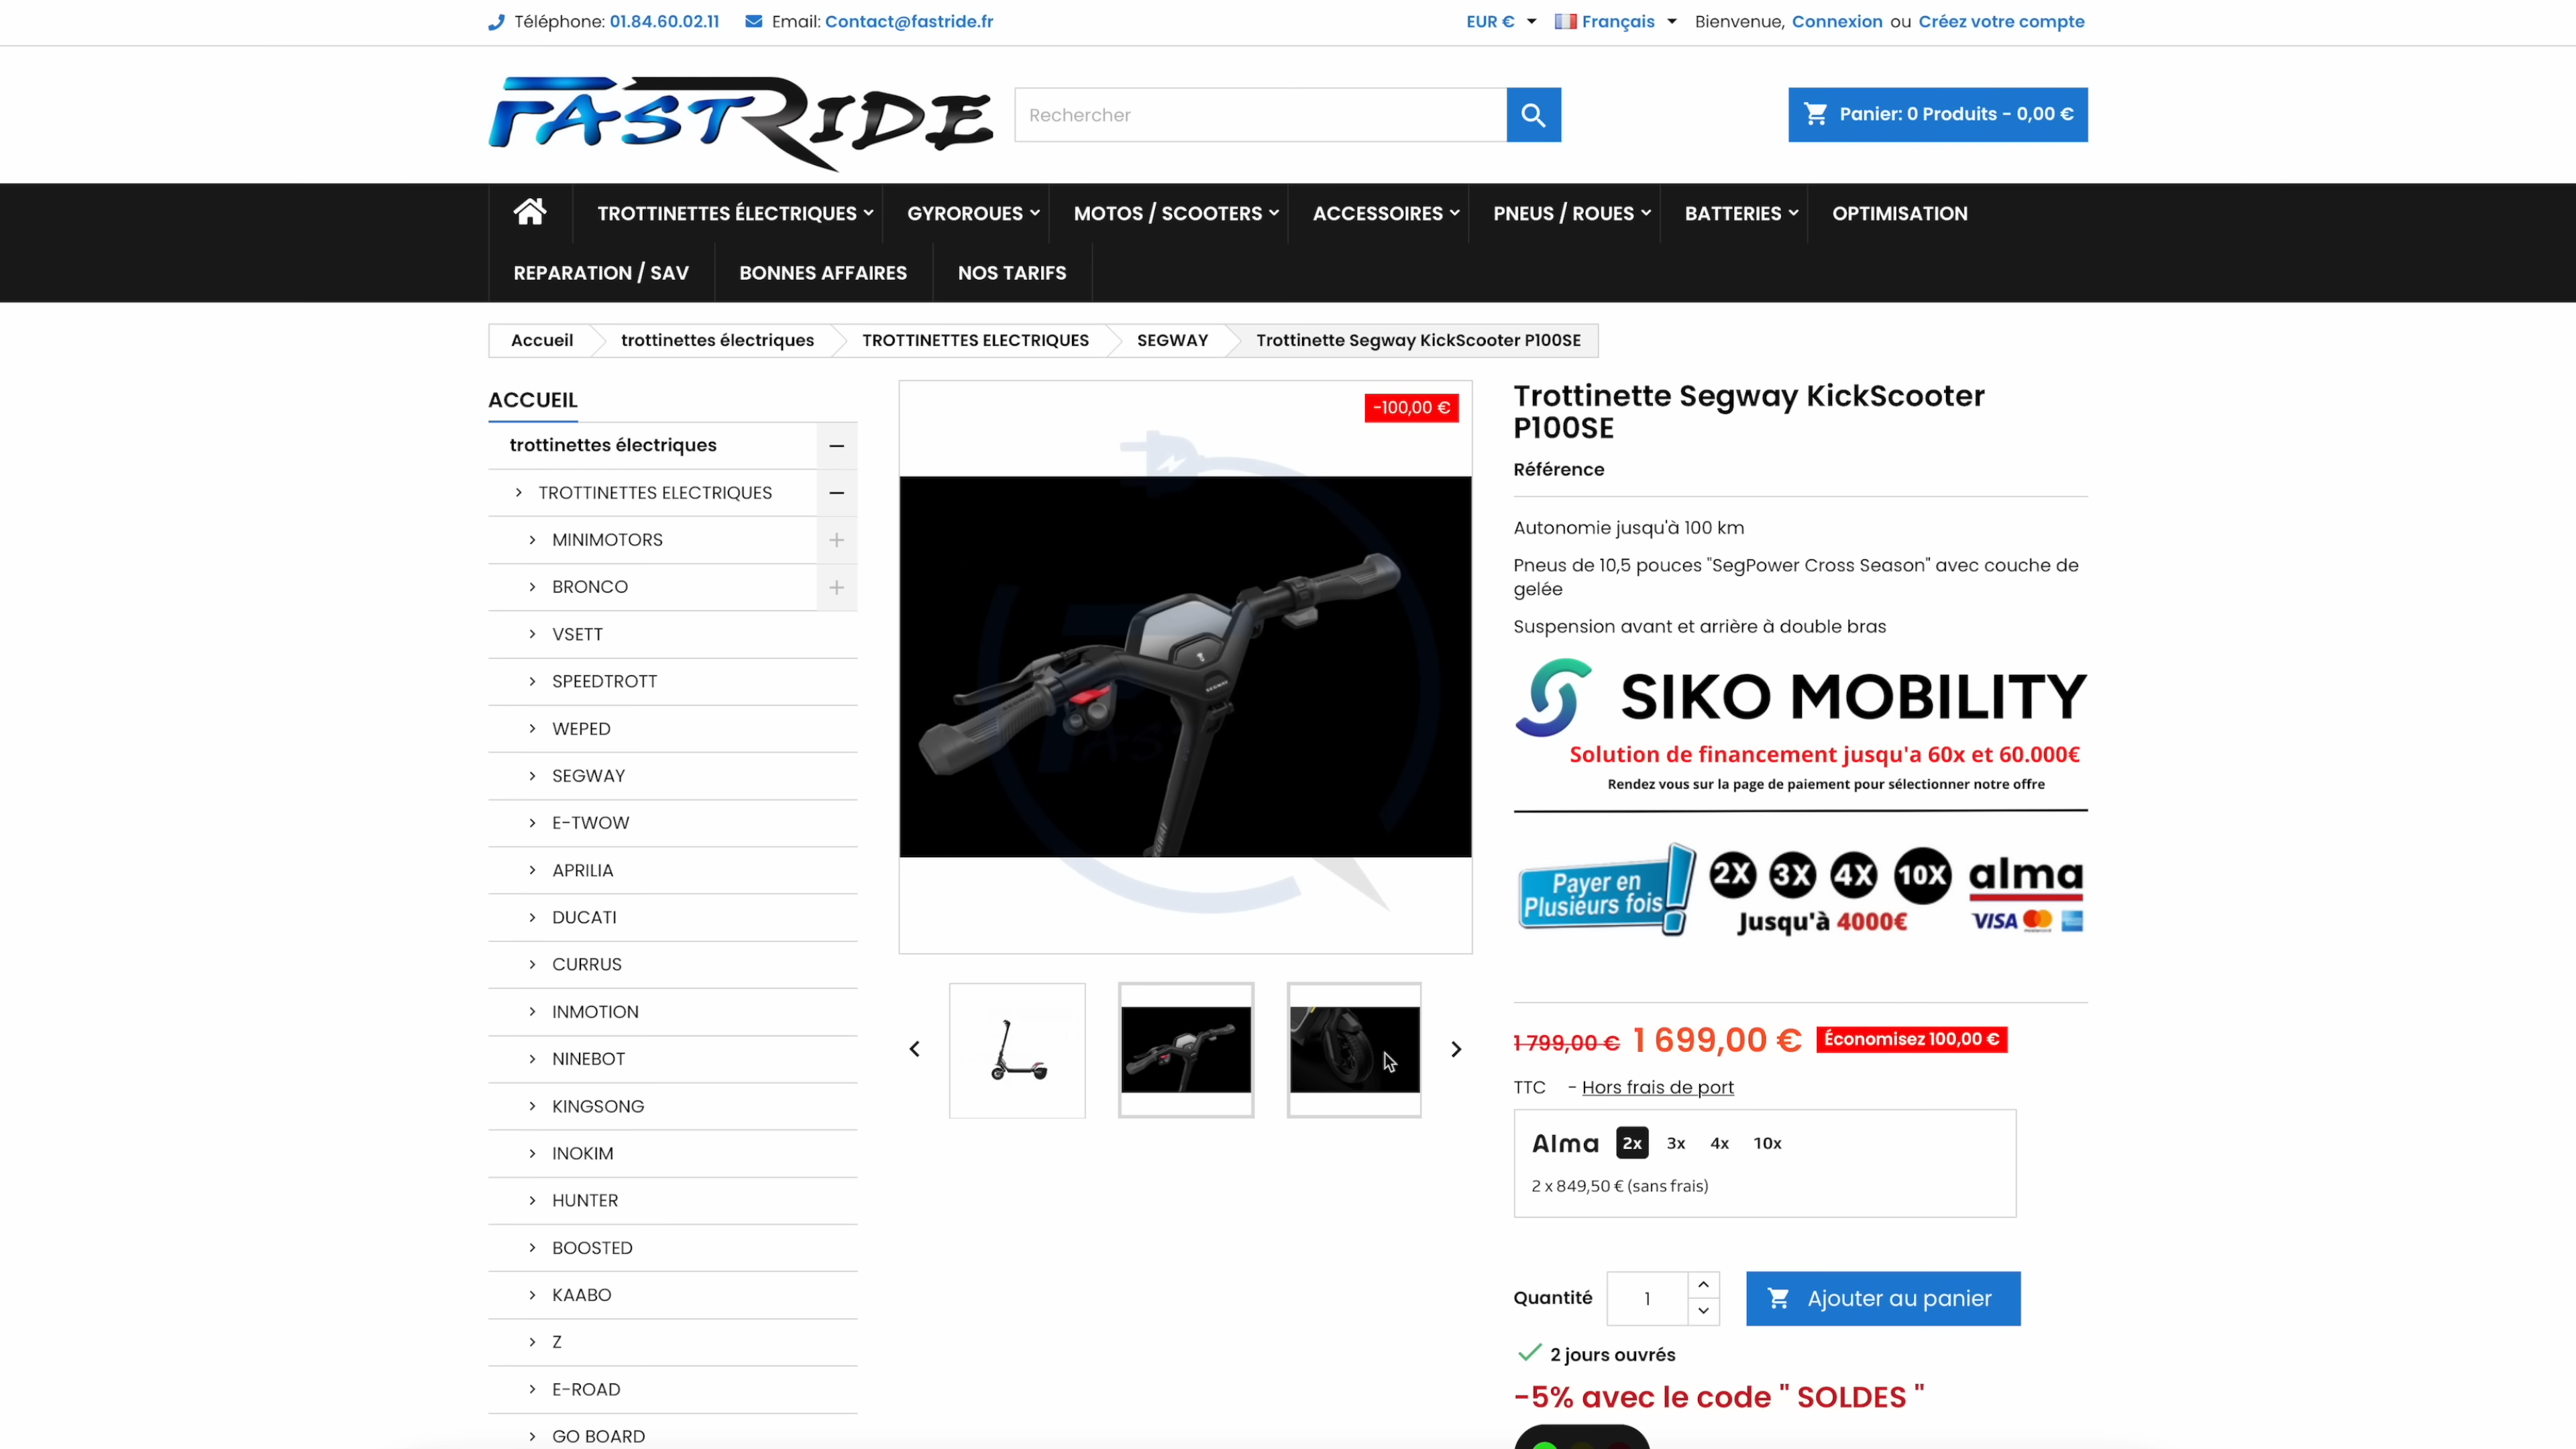 Téléphone: 01.84.60.02.11 Email: Contact@fastride.fr
EUR € Français Bienvenue, Connexion ou Créez votre compte
FASTRIDE
Rechercher
Panier: 0 Produits - 0,00 €
TROTTINETTES ÉLECTRIQUES GYROROUES MOTOS / SCOOTERS ACCESSOIRES PNEUS / ROUES BATTERIES OPTIMISATION
REPARATION / SAV BONNES AFFAIRES NOS TARIFS
Accueil trottinettes électriques TROTTINETTES ELECTRIQUES SEGWAY Trottinette Segway KickScooter P100SE
ACCUEIL
trottinettes électriques
TROTTINETTES ELECTRIQUES
MINIMOTORS
BRONCO
VSETT
SPEEDTROTT
WEPED
SEGWAY
E-TWOW
APRILIA
DUCATI
CURRUS
INMOTION
NINEBOT
KINGSONG
INOKIM
HUNTER
BOOSTED
KAABO
Z
E-ROAD
GO BOARD
-100,00 €
Trottinette Segway KickScooter
P100SE
Référence
Autonomie jusqu'à 100 km
Pneus de 10,5 pouces "SegPower Cross Season" avec couche de
gelée
Suspension avant et arrière à double bras
SIKO MOBILITY
Solution de financement jusqu'a 60x et 60.000€
Rendez vous sur la page de paiement pour sélectionner notre offre
Payer en
Plusieurs fois !
2X 3X 4X 10X alma
Jusqu'à 4000€ VISA
1 799,00 € 1 699,00 € Économisez 100,00 €
TTC - Hors frais de port
Alma 2x 3x 4x 10x
2 x 849,50 € (sans frais)
Quantité 1 Ajouter au panier
2 jours ouvrés
-5% avec le code " SOLDES "